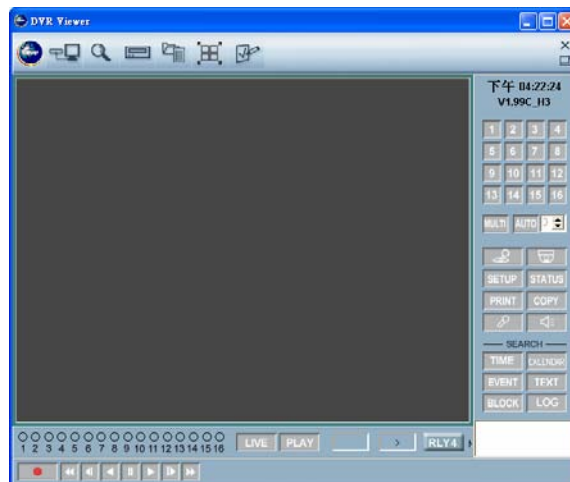 DVR Viewer
下午 04:22:24
V1.99C_H3
1 2 3 4
5 6 7 8
9 10 11 12
13 14 15 16
MULTI AUTO
SETUP STATUS
PRINT COPY
SEARCH
TIME CALENDAR
EVENT TEXT
BLOCK LOG
1 2 3 4 5 6 7 8 9 10 11 12 13 14 15 16
LIVE PLAY > RLY4